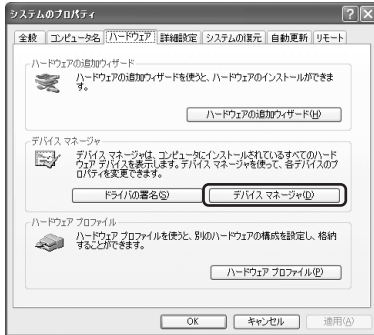 システムのプロパティ
全般 コンピュータ名 ハードウェア 詳細設定 システムの復元 自動更新 リモート
ハードウェアの追加ウィザード
ハードウェアの追加ウィザードを使うと、ハードウェアのインストールができま
す。
ハードウェアの追加ウィザード(H)
デバイス マネージャ
デバイス マネージャは、コンピュータにインストールされているすべてのハード
ウェア デバイスを表示します。デバイス マネージャを使って、各デバイスのプ
ロパティを変更できます。
ドライバの署名(S) デバイス マネージャ(D)
ハードウェア プロファイル
ハードウェア プロファイルを使うと、別のハードウェアの構成を設定し、格納
することができます。
ハードウェア プロファイル(P)
OK キャンセル 適用(A)